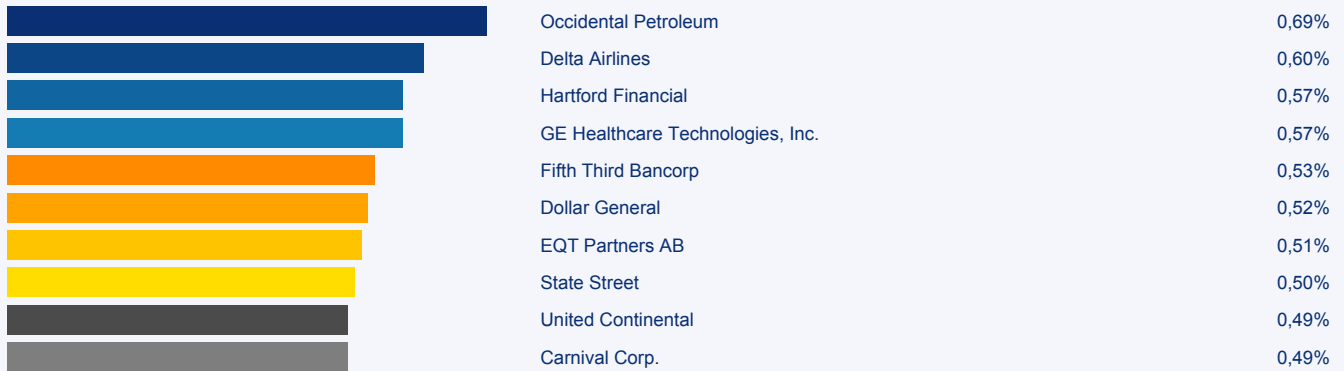 Occidental Petroleum 0,69%
Delta Airlines 0,60%
Hartford Financial 0,57%
GE Healthcare Technologies, Inc. 0,57%
Fifth Third Bancorp 0,53%
Dollar General 0,52%
EQT Partners AB 0,51%
State Street 0,50%
United Continental 0,49%
Carnival Corp. 0,49%